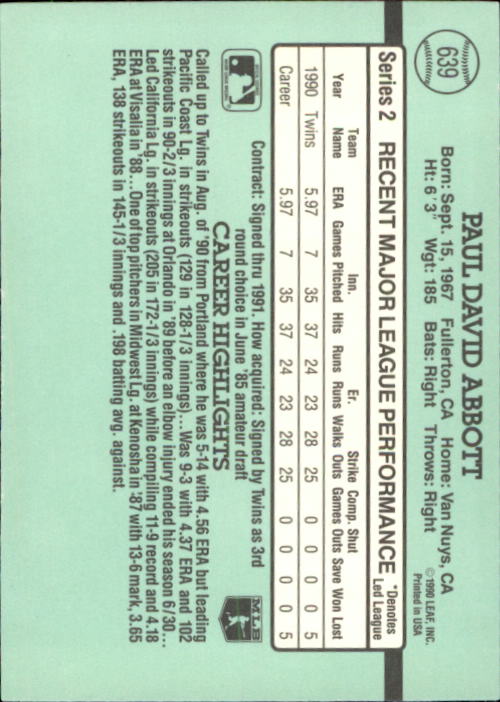 639
PAUL DAVID ABBOTT
Born: Sept. 15, 1967 Fullerton, CA Home: Van Nuys, CA
Ht: 6'3" Wgt: 185 Bats: Right Throws: Right
©1990 LEAF, INC.
Printed in USA
Series 2 RECENT MAJOR LEAGUE PERFORMANCE *Denotes Led League
Team Inn. Er. Strike Comp. Shut
Year Name ERA Games Pitched Hits Runs Runs Walks Outs Games Outs Save Won Lost
1990 Twins 5.97 7 35 37 24 23 28 25 0 0 0 0 5
Career 5.97 7 35 37 24 23 28 25 0 0 0 0 5
Contract: Signed thru 1991. How acquired: Signed by Twins as 3rd
round choice in June '85 amateur draft
CAREER HIGHLIGHTS
MLB
Called up to Twins in Aug. of '90 from Portland where he was 5-14 with 4.56 ERA but leading
Pacific Coast Lg. in strikeouts (129 in 128-1/3 innings)... Was 9-3 with 4.37 ERA and 102
strikeouts in 90-2/3 innings at Orlando in '89 before an elbow injury ended his season 6/30...
Led California Lg. in strikeouts (205 in 172-1/3 innings) while compiling 11-9 record and 4.18
ERA at Visalia in '88...One of top pitchers in Midwest Lg. at Kenosha in '87 with 13-6 mark, 3.65
ERA, 138 strikeouts in 145-1/3 innings and .198 batting avg. against.